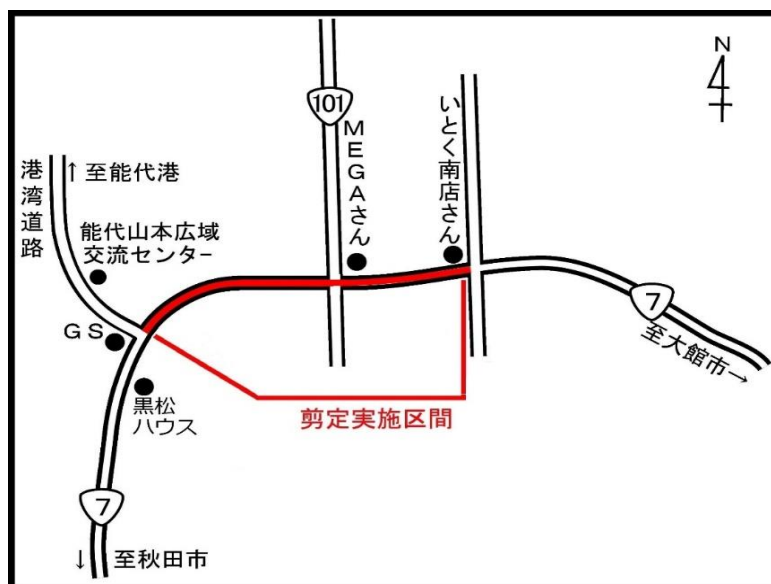 N
101
港湾道路
↑至能代港
能代山本広域
交流センター
GS
黒松
ハウス
MEGAさん
いとく南店さん
7
至大館市→
剪定実施区間
7
↓至秋田市